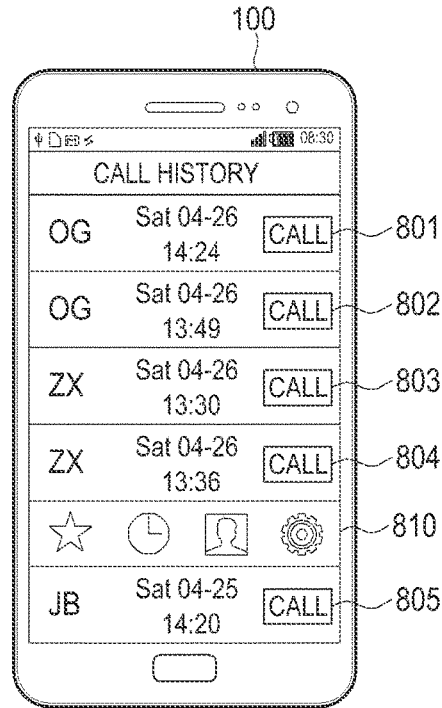 100
08:30
CALL HISTORY
OG Sat 04-26 14:24 CALL 801
OG Sat 04-26 13:49 CALL 802
ZX Sat 04-26 13:30 CALL 803
ZX Sat 04-26 13:36 CALL 804
810
JB Sat 04-25 14:20 CALL 805